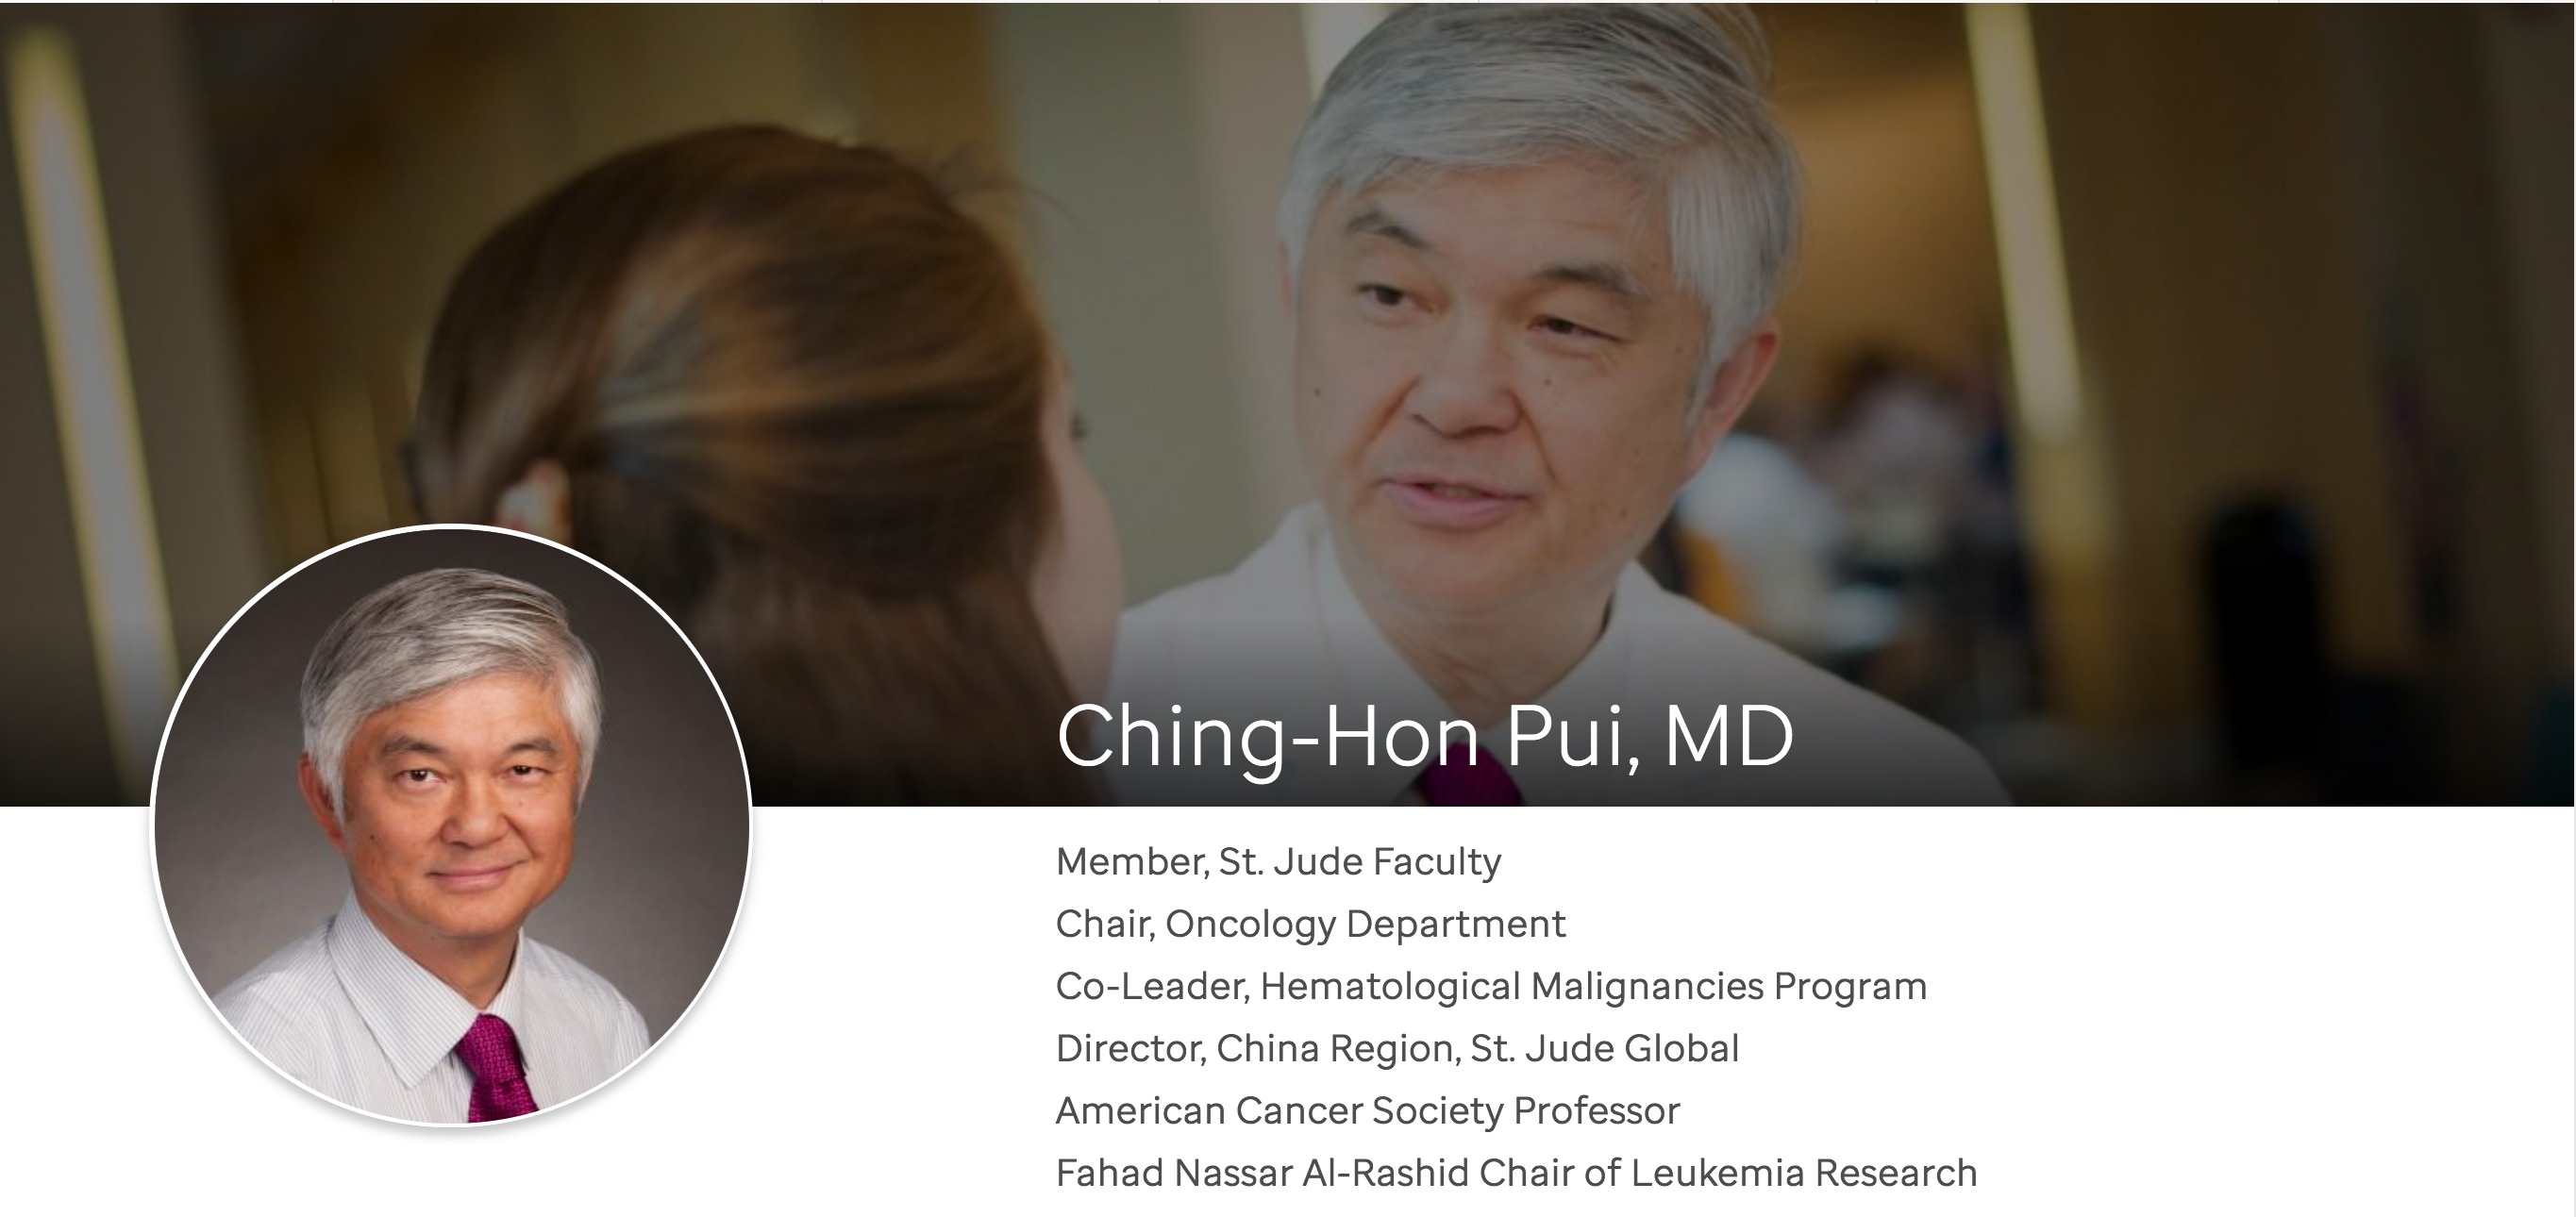 Ching-Hon Pui, MD
Member, St. Jude Faculty
Chair, Oncology Department
Co-Leader, Hematological Malignancies Program
Director, China Region, St. Jude Global
American Cancer Society Professor
Fahad Nassar Al-Rashid Chair of Leukemia Research